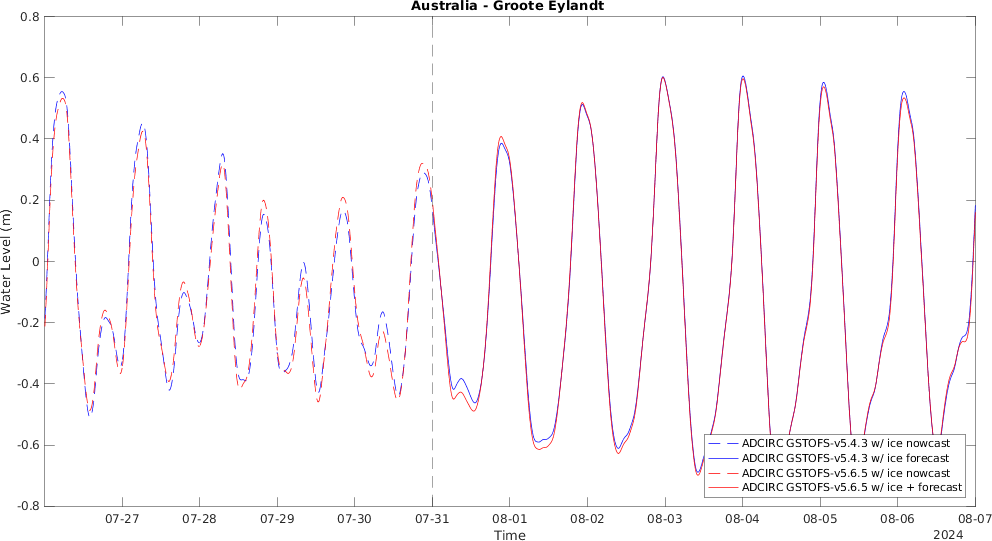 Australia - Groote Eylandt
0.8
0.6
0.4
0.2
0
-0.2
-0.4
-0.6
-0.8
Water Level (m)
ADCIRC GSTOFS-v5.4.3 w/ ice nowcast
ADCIRC GSTOFS-v5.4.3 w/ ice forecast
ADCIRC GSTOFS-v5.6.5 w/ ice nowcast
ADCIRC GSTOFS-v5.6.5 w/ ice + forecast
07-27 07-28 07-29 07-30 07-31 08-01 08-02 08-03 08-04 08-05 08-06 08-07
Time
2024